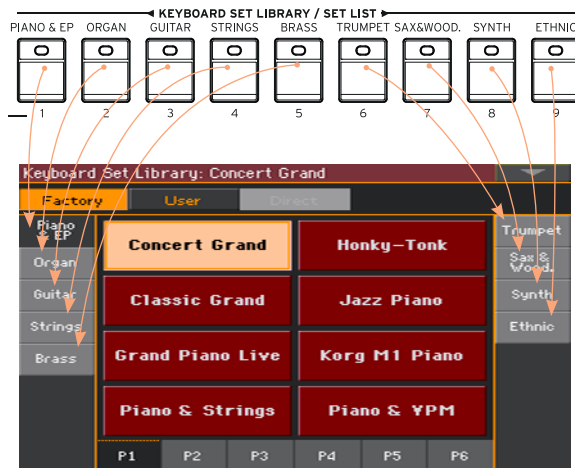 KEYBOARD SET LIBRARY / SET LIST
PIANO & EP ORGAN GUITAR STRINGS BRASS TRUMPET SAX&WOOD. SYNTH ETHNIC
1 2 3 4 5 6 7 8 9
Keyboard Set Library: Concert Grand
Factory User Direct
Piano & EP
Organ
Guitar
Strings
Brass
Concert Grand Honky-Tonk
Classic Grand Jazz Piano
Grand Piano Live Korg M1 Piano
Piano & Strings Piano & VPM
Trumpet
Sax & Wood.
Synth
Ethnic
P1 P2 P3 P4 P5 P6